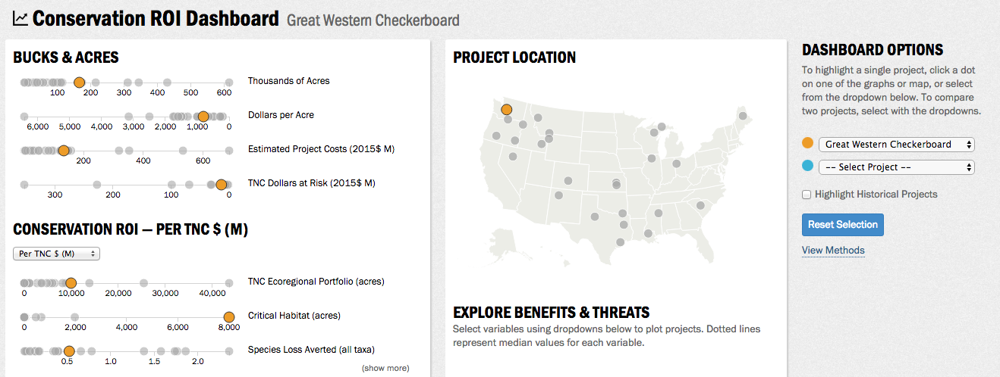 Conservation ROI Dashboard Great Western Checkerboard
BUCKS & ACRES
Thousands of Acres
100 200 300 400 500 600
Dollars per Acre
6,000 5,000 4,000 3,000 2,000 1,000 0
Estimated Project Costs (2015$ M)
200 400 600
TNC Dollars at Risk (2015$ M)
300 200 100 0
CONSERVATION ROI — PER TNC $ (M)
Per TNC $ (M)
TNC Ecoregional Portfolio (acres)
0 10,000 20,000 30,000 40,000
Critical Habitat (acres)
0 2,000 4,000 6,000 8,000
Species Loss Averted (all taxa)
0.5 1.0 1.5 2.0
(show more)
PROJECT LOCATION
EXPLORE BENEFITS & THREATS
Select variables using dropdowns below to plot projects. Dotted lines
represent median values for each variable.
DASHBOARD OPTIONS
To highlight a single project, click a dot
on one of the graphs or map, or select
from the dropdown below. To compare
two projects, select with the dropdowns.
Great Western Checkerboard
-- Select Project --
Highlight Historical Projects
Reset Selection
View Methods